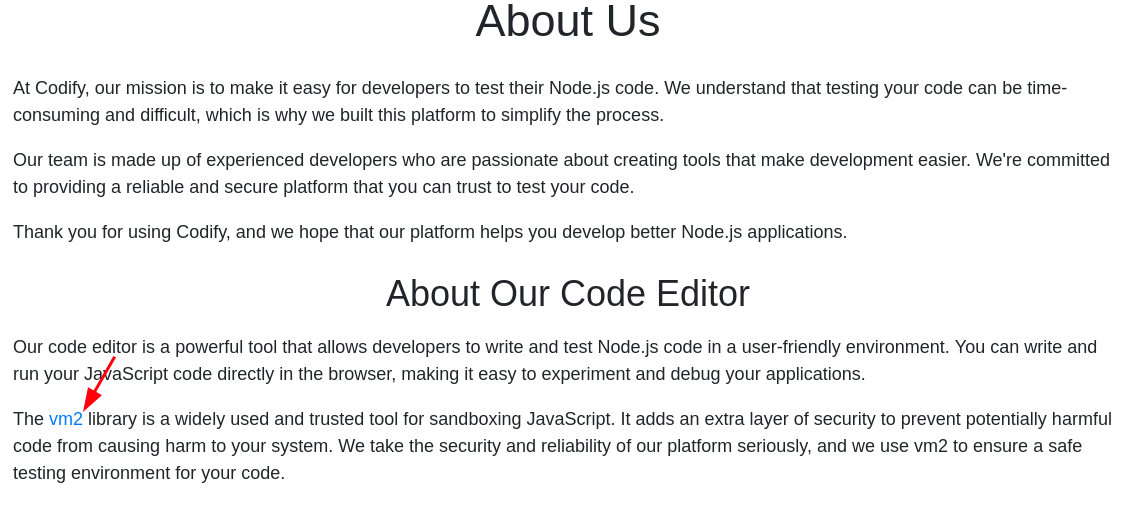 About Us
At Codify, our mission is to make it easy for developers to test their Node.js code. We understand that testing your code can be time-
consuming and difficult, which is why we built this platform to simplify the process.
Our team is made up of experienced developers who are passionate about creating tools that make development easier. We're committed
to providing a reliable and secure platform that you can trust to test your code.
Thank you for using Codify, and we hope that our platform helps you develop better Node.js applications.
About Our Code Editor
Our code editor is a powerful tool that allows developers to write and test Node.js code in a user-friendly environment. You can write and
run your JavaScript code directly in the browser, making it easy to experiment and debug your applications.
The vm2 library is a widely used and trusted tool for sandboxing JavaScript. It adds an extra layer of security to prevent potentially harmful
code from causing harm to your system. We take the security and reliability of our platform seriously, and we use vm2 to ensure a safe
testing environment for your code.